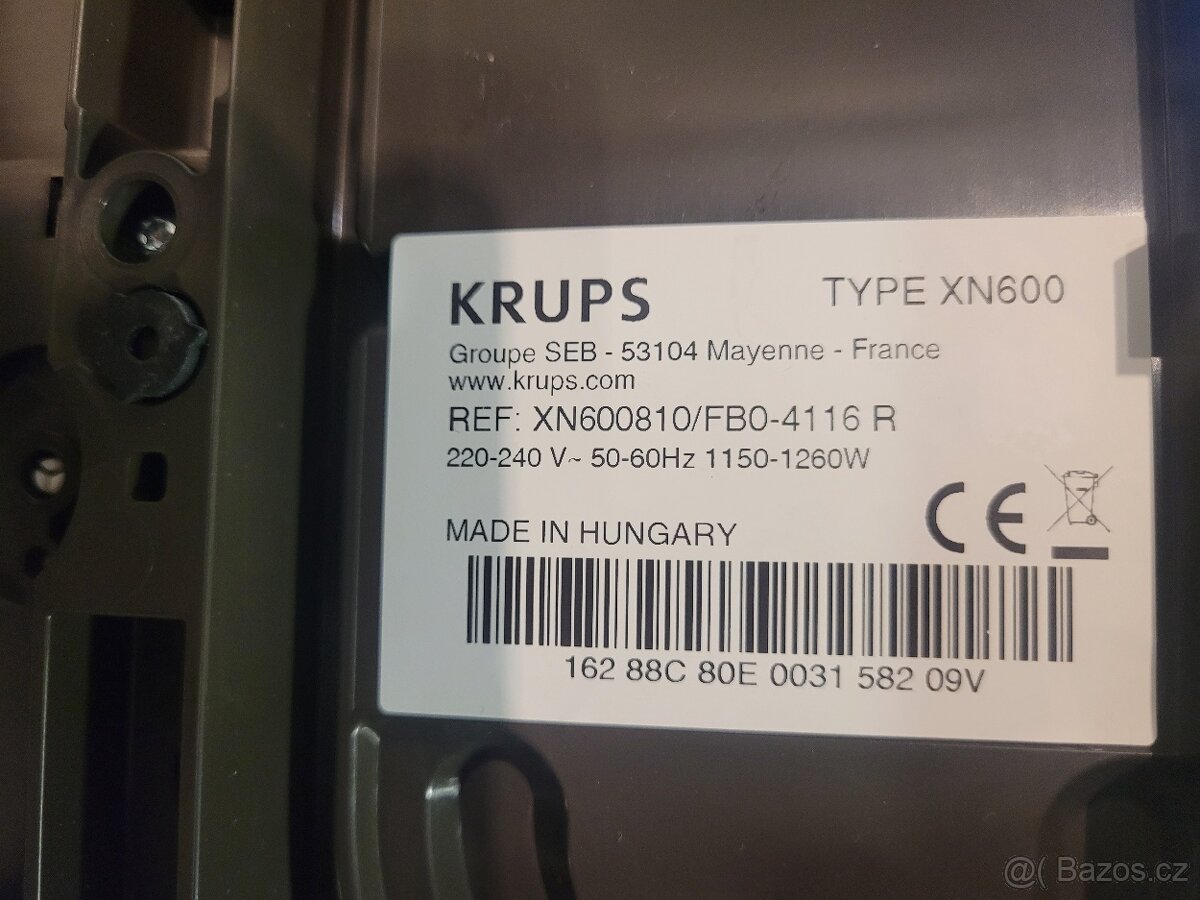 KRUPS TYPE XN600
Groupe SEB - 53104 Mayenne - France
www.krups.com
REF: XN600810/FB0-4116 R
220-240 V~ 50-60Hz 1150-1260W
CE
MADE IN HUNGARY
162 88C 80E 0031 582 09V
@( Bazos.cz